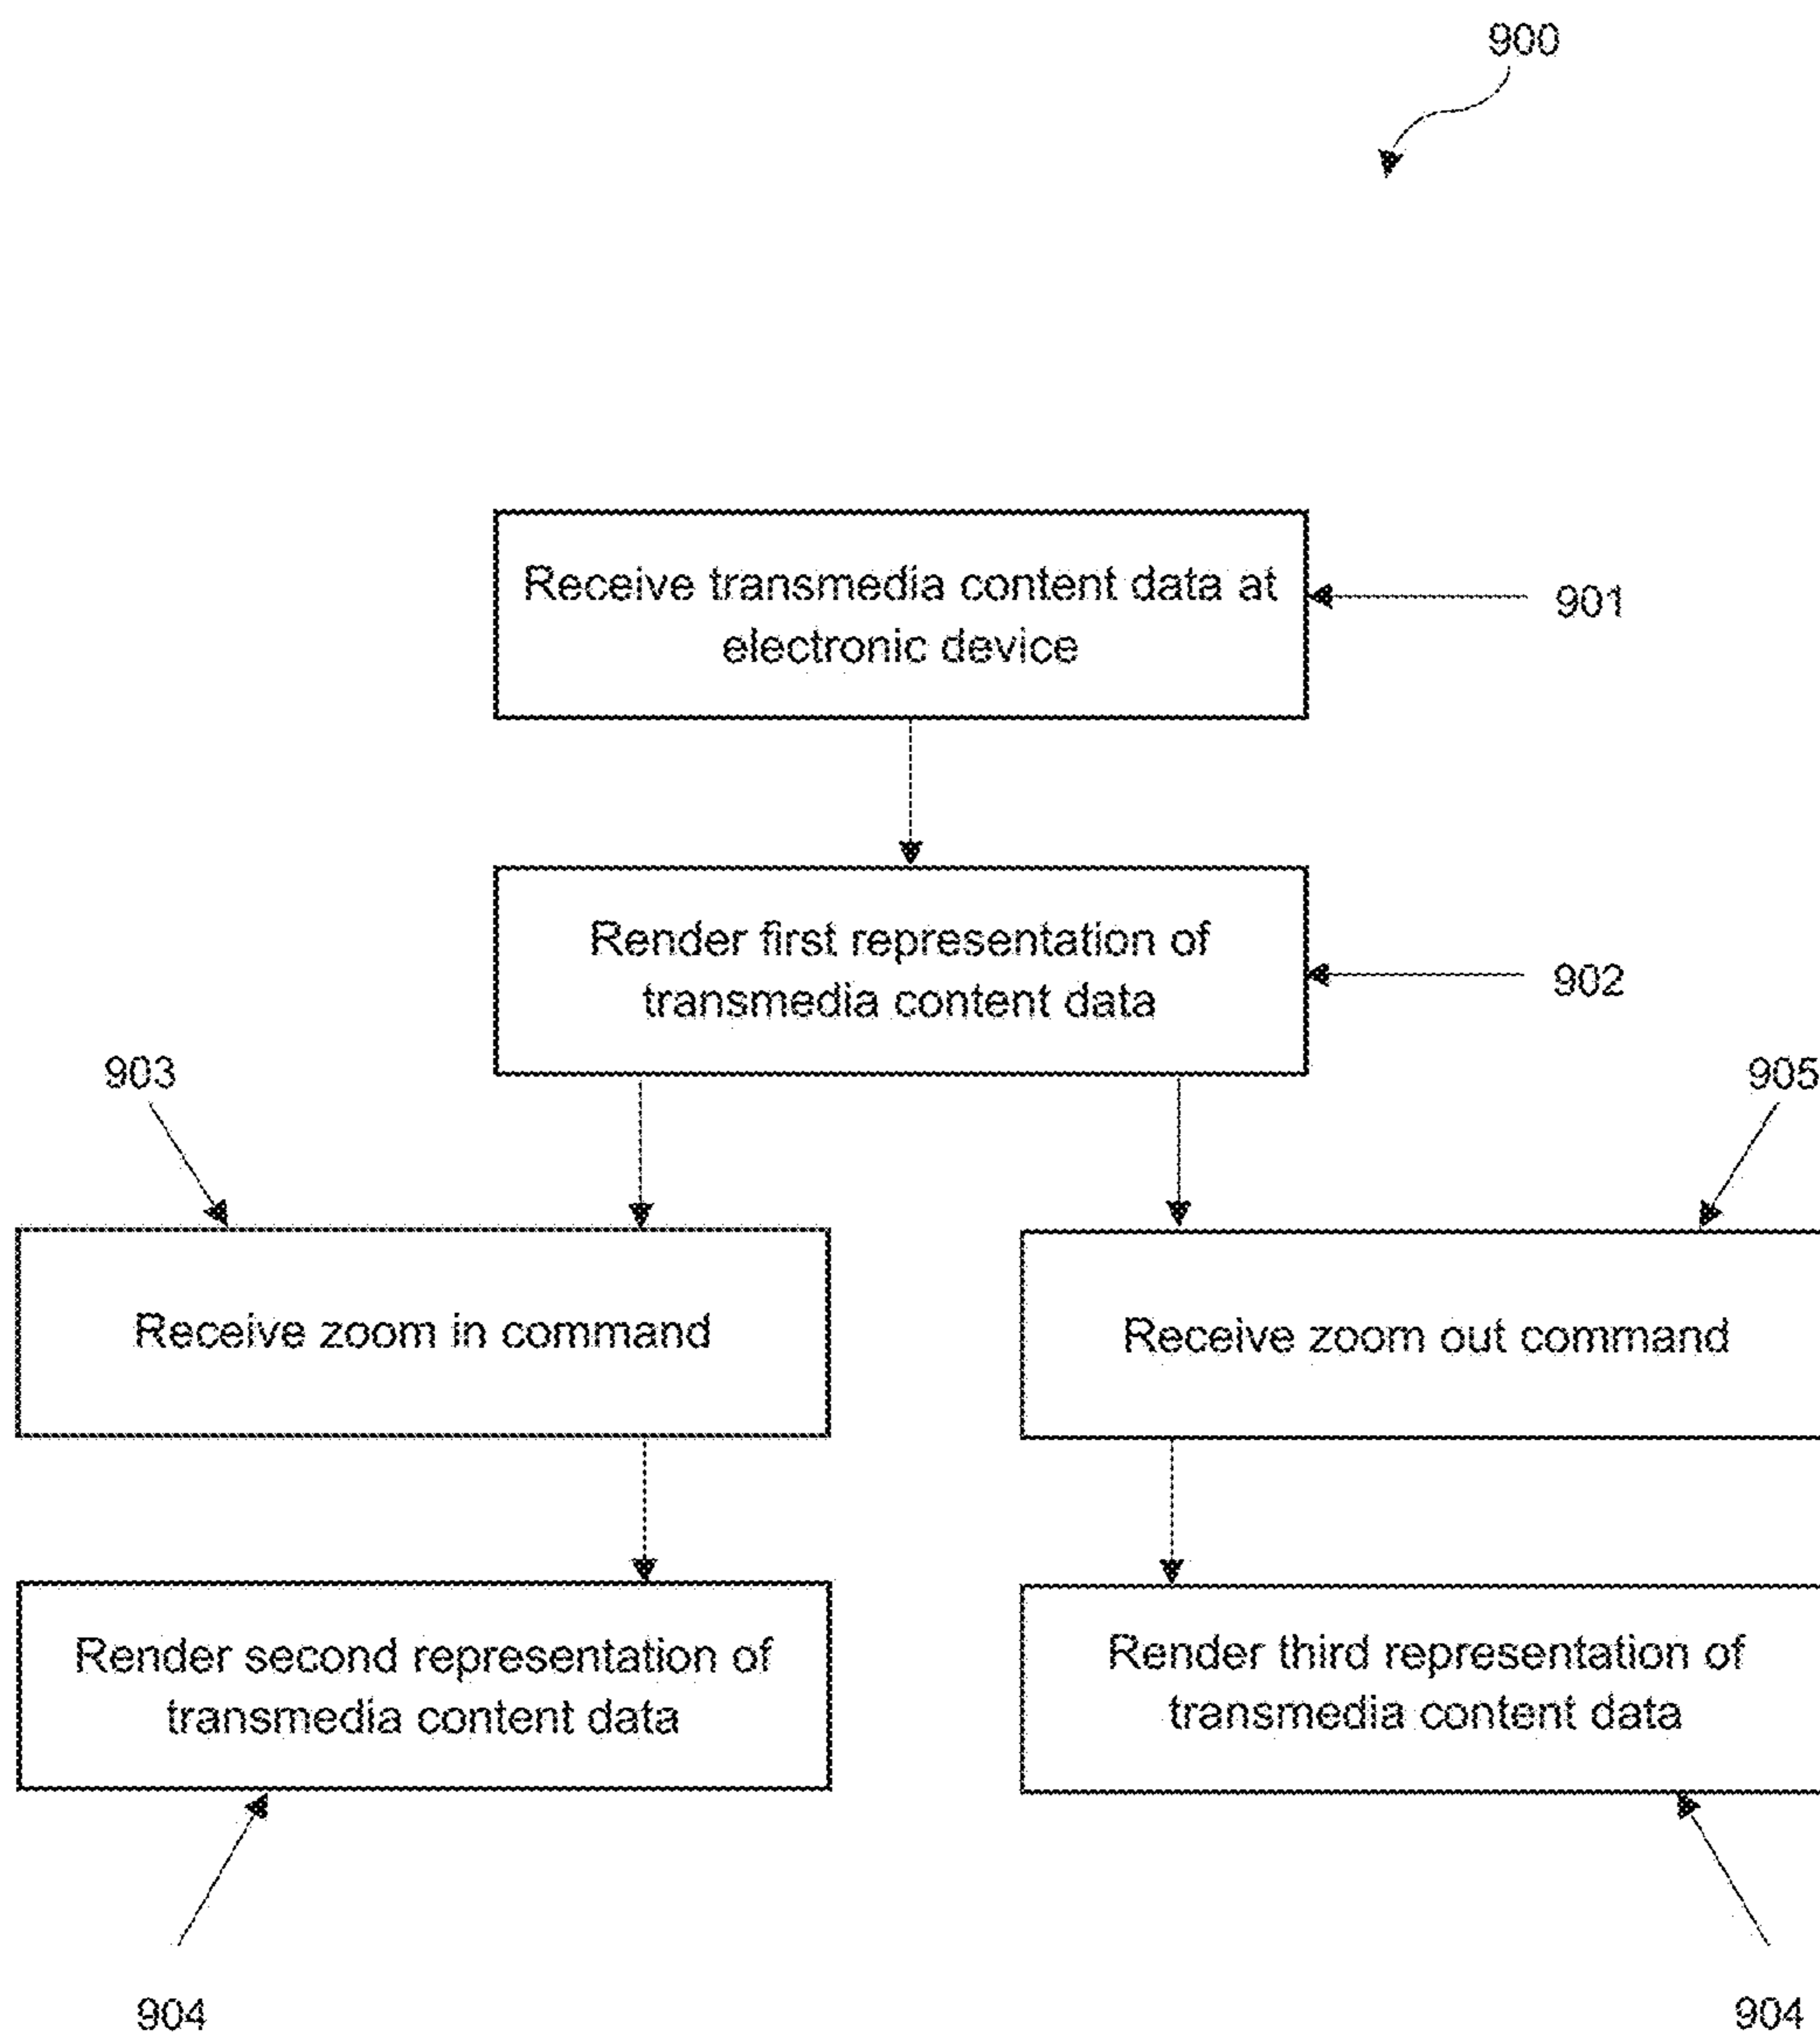 900
Receive transmedia content data at
electronic device
901
Render first representation of
transmedia content data
902
903
905
Receive zoom in command
Receive zoom out command
Render second representation of
transmedia content data
Render third representation of
transmedia content data
904
904